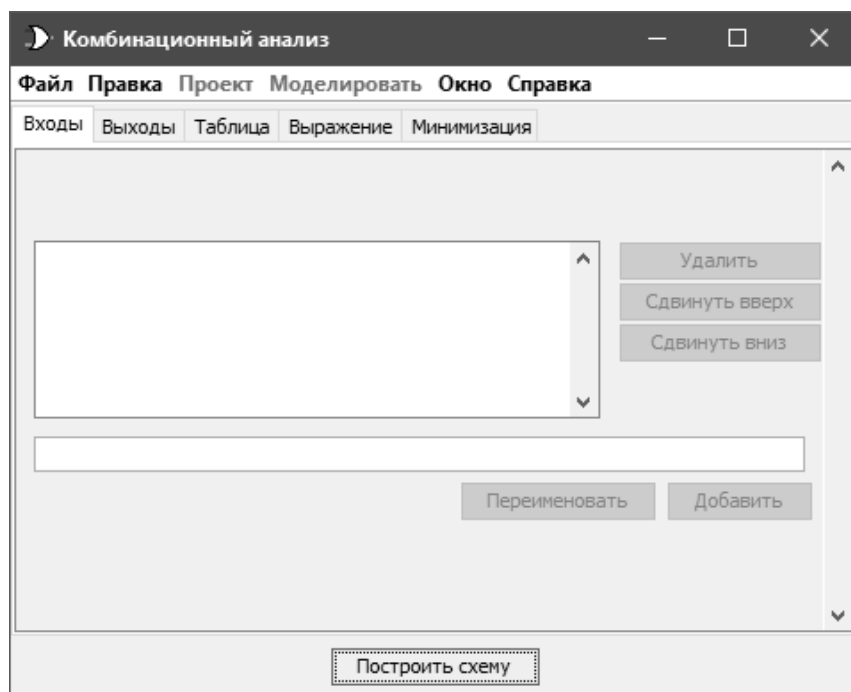 Комбинационный анализ
Файл Правка Проект Моделировать Окно Справка
Входы Выходы Таблица Выражение Минимизация
Удалить
Сдвинуть вверх
Сдвинуть вниз
Переименовать Добавить
Построить схему